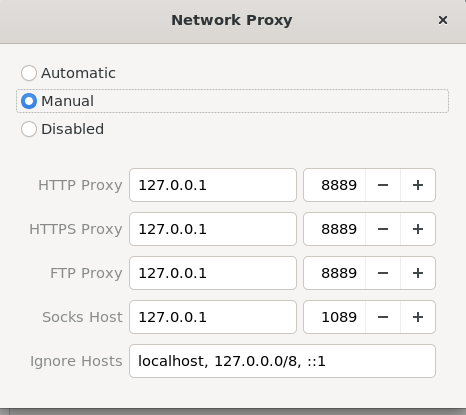 Network Proxy ×
Automatic
Manual
Disabled
HTTP Proxy 127.0.0.1 8889 − +
HTTPS Proxy 127.0.0.1 8889 − +
FTP Proxy 127.0.0.1 8889 − +
Socks Host 127.0.0.1 1089 − +
Ignore Hosts localhost, 127.0.0.0/8, ::1